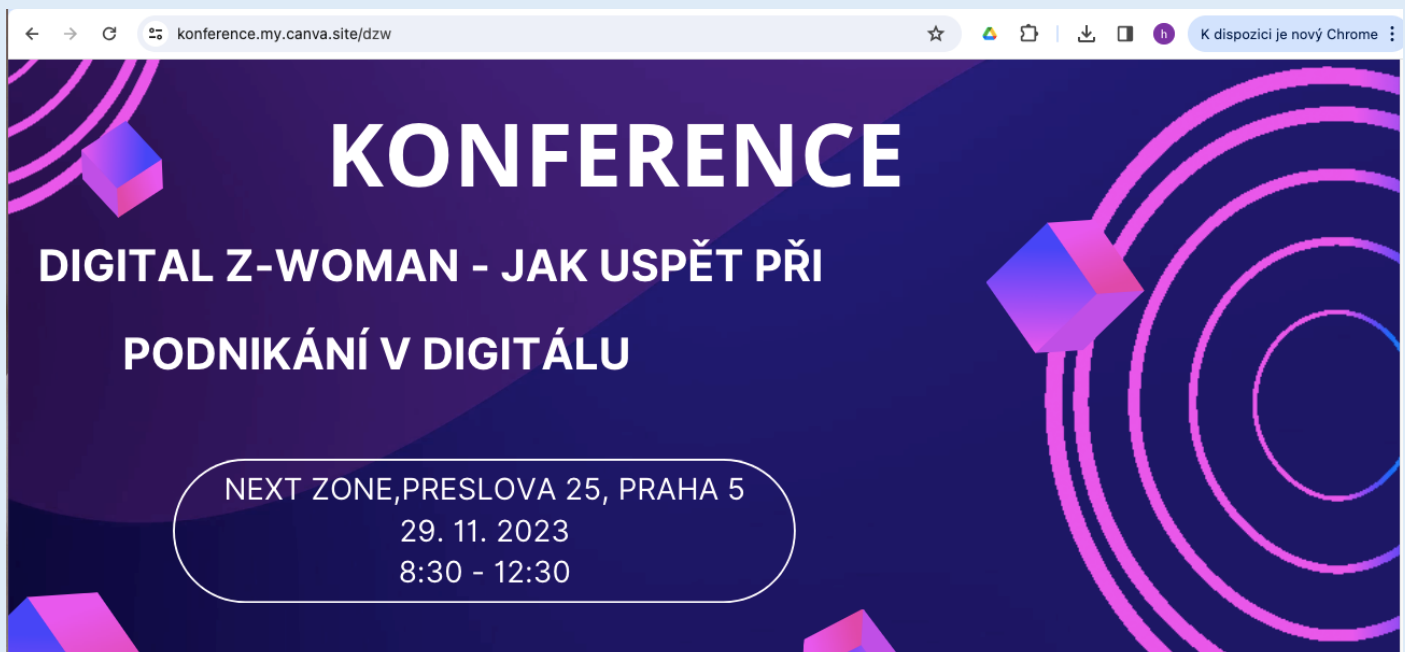 konference.my.canva.site/dzw
h
K dispozici je nový Chrome
KONFERENCE
DIGITAL Z-WOMAN - JAK USPĚT PŘI
PODNIKÁNÍ V DIGITÁLU
NEXT ZONE,PRESLOVA 25, PRAHA 5
29. 11. 2023
8:30 - 12:30